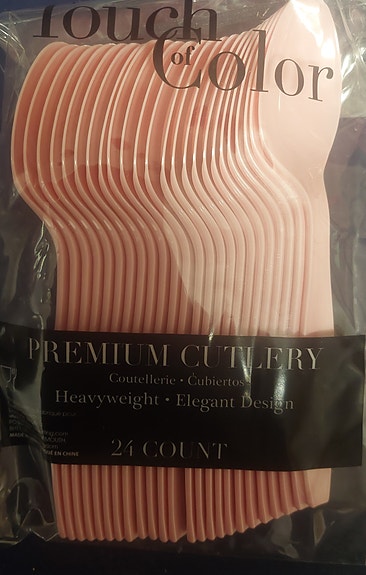 Touch
of
Color
PREMIUM CUTLERY
Coutellerie • Cubiertos
Heavyweight • Elegant Design
24 COUNT